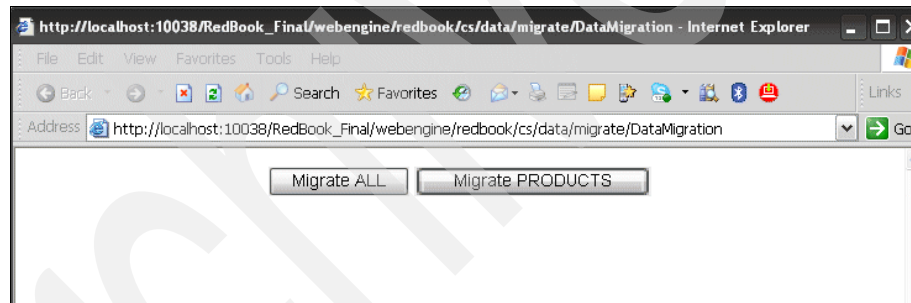 http://localhost:10038/RedBook_Final/webengine/redbook/cs/data/migrate/DataMigration - Internet Explorer
File Edit View Favorites Tools Help
Back Search Favorites Links
Address http://localhost:10038/RedBook_Final/webengine/redbook/cs/data/migrate/DataMigration Go
Migrate ALL Migrate PRODUCTS